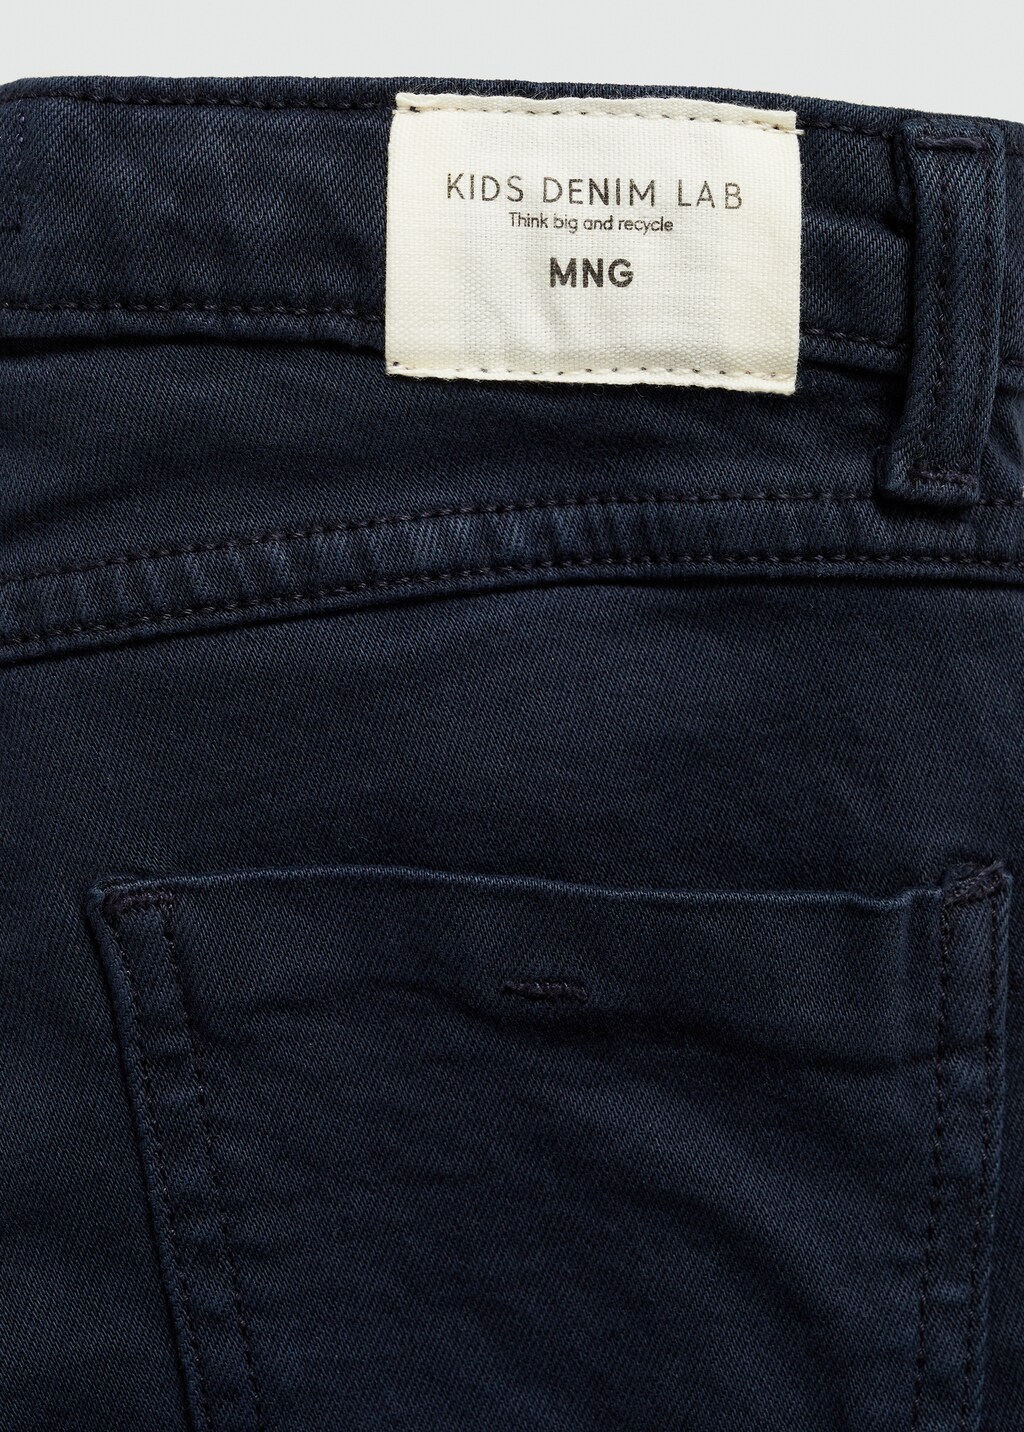 KIDS DENIM LAB
Think big and recycle
MNG